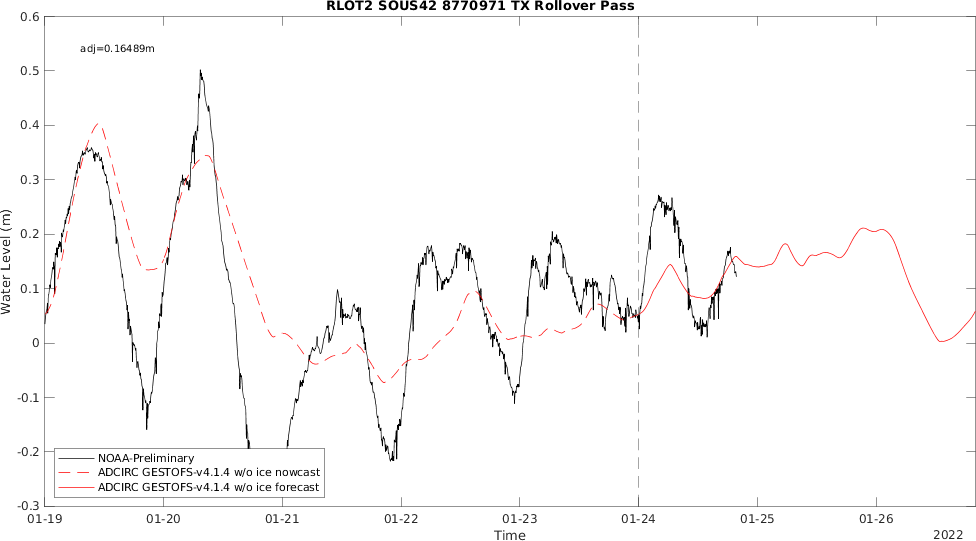 RLOT2 SOUS42 8770971 TX Rollover Pass
adj=0.16489m
0.6
0.5
0.4
0.3
0.2
0.1
0
-0.1
-0.2
-0.3
Water Level (m)
NOAA-Preliminary
ADCIRC GESTOFS-v4.1.4 w/o ice nowcast
ADCIRC GESTOFS-v4.1.4 w/o ice forecast
01-19
01-20
01-21
01-22
01-23
01-24
01-25
01-26
Time
2022